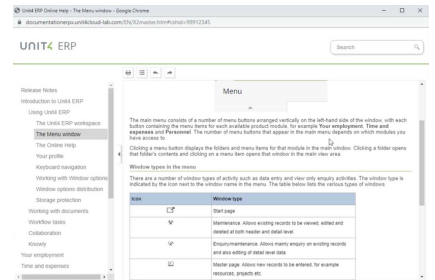 Unit4 ERP Online Help - The Menu window - Google Chrome
documentationerpx.unit4cloud-lab.com/EN/X2master.htm#cshid=99912345
UNIT4 ERP
Search
Release Notes
Introduction to Unit4 ERP
Using Unit4 ERP
The Unit4 ERP workspace
The Menu window
The Online Help
Your profile
Keyboard navigation
Working with Window options
Window options distribution
Storage protection
Working with documents
Workflow tasks
Collaboration
Knowly
Your employment
Time and expenses
Menu
The main menu consists of a number of menu buttons arranged vertically on the left-hand side of the window, with each
button containing the menu items for each available product module, for example Your employment, Time and
expenses and Personnel. The number of menu buttons that appear in the main menu depends on which modules you
have access to.
Clicking a menu button displays the folders and menu items for that module in the main window. Clicking a folder opens
that folder's contents and clicking on a menu item opens that window in the main view area.
Window types in the menu
There are a number of window types of activity such as data entry and view only enquiry activities. The window type is
indicated by the Icon next to the window name in the menu. The table below lists the various types of windows.
Icon
Window type
Start page
Maintenance. Allows existing records to be viewed, edited and
deleted at both header and detail level.
Enquiry/maintenance. Allows mainly enquiry on existing records
and also editing of detail level data.
Master page. Allows new records to be entered, for example
resources, projects etc.